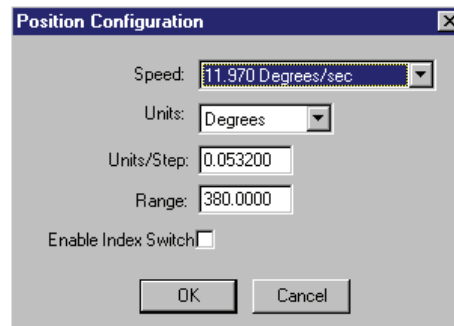 Position Configuration
Speed: 11.970 Degrees/sec
Units: Degrees
Units/Step: 0.053200
Range: 380.0000
Enable Index Switch
OK Cancel